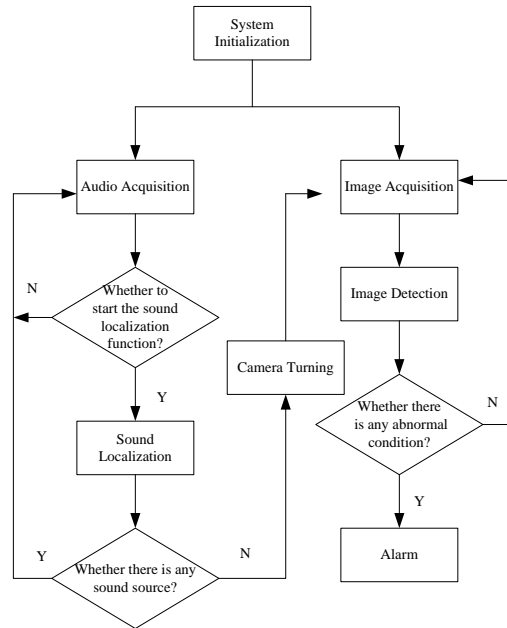 System
Initialization
Audio Acquisition
Image Acquisition
N
Whether to
start the sound
localization
function?
Image Detection
Camera Turning
Y
Whether there
is any abnormal
condition?
N
Sound
Localization
Y
Y
Whether there is any
sound source?
N
Alarm